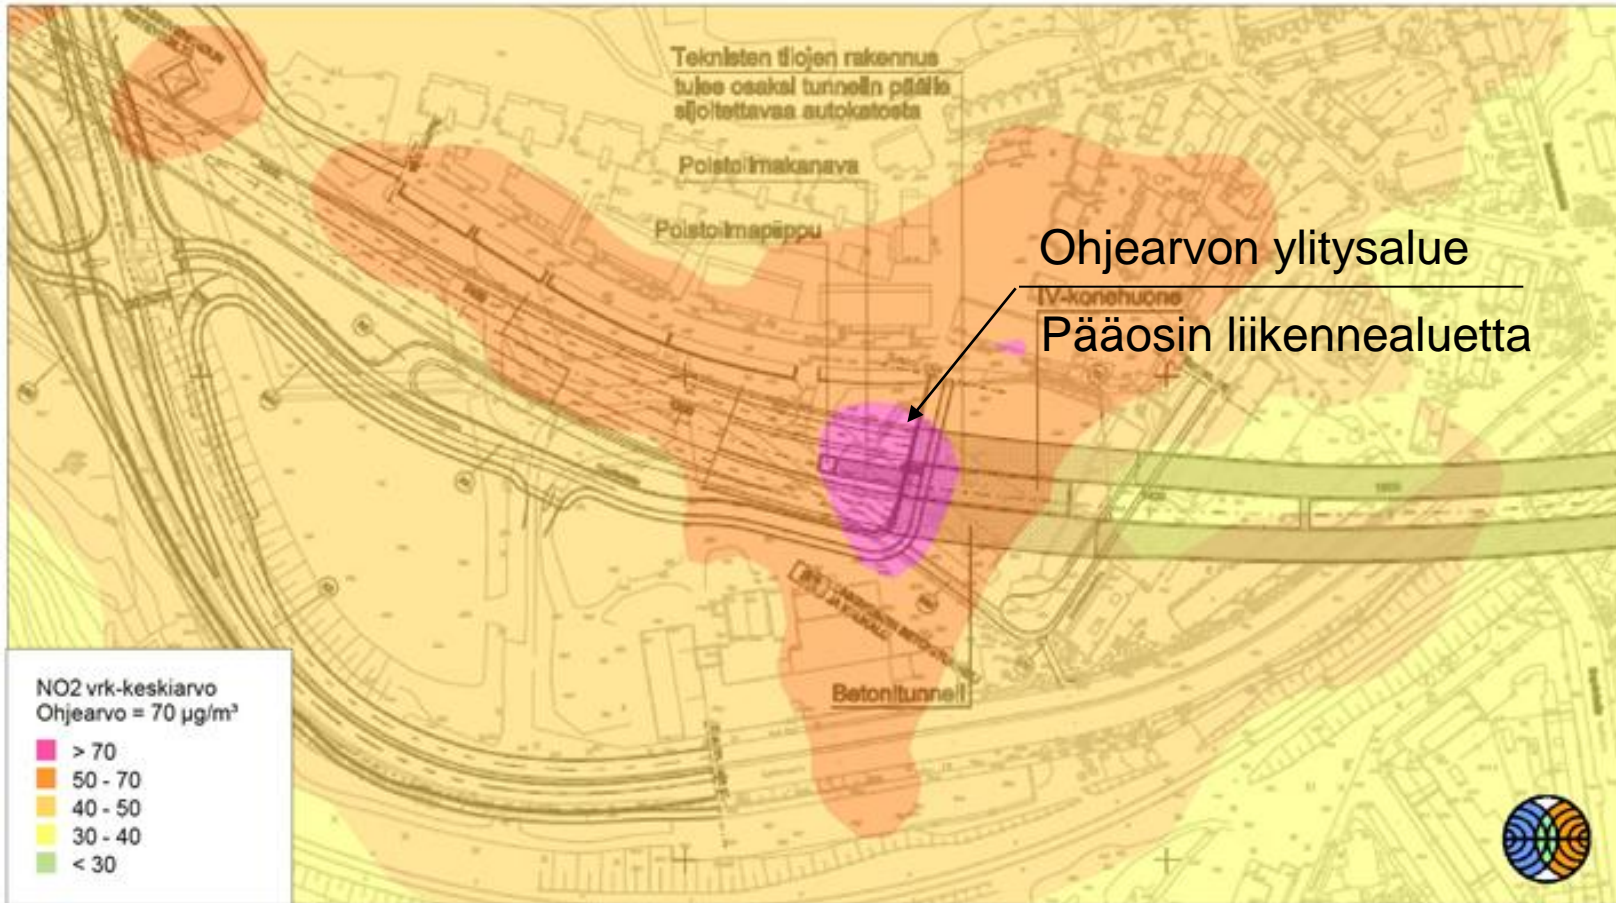 Teknisten tilojen rakennus
tulee osaksi tunnelin päälle
sijoitettavaa autokatosta
Poistoilmakanava
Poistoilmapiippu
Ohjearvon ylitysalue
IV-konehuone
Pääosin liikennealuetta
Betonitunneli
NO2 vrk-keskiarvo
Ohjearvo = 70 µg/m³
> 70
50 - 70
40 - 50
30 - 40
< 30